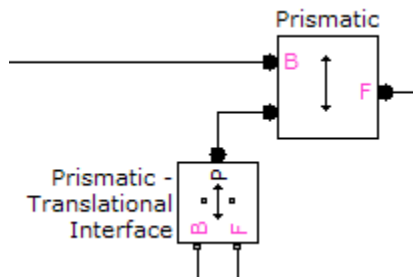 Prismatic
B
F
Prismatic -
Translational
Interface
P
B F